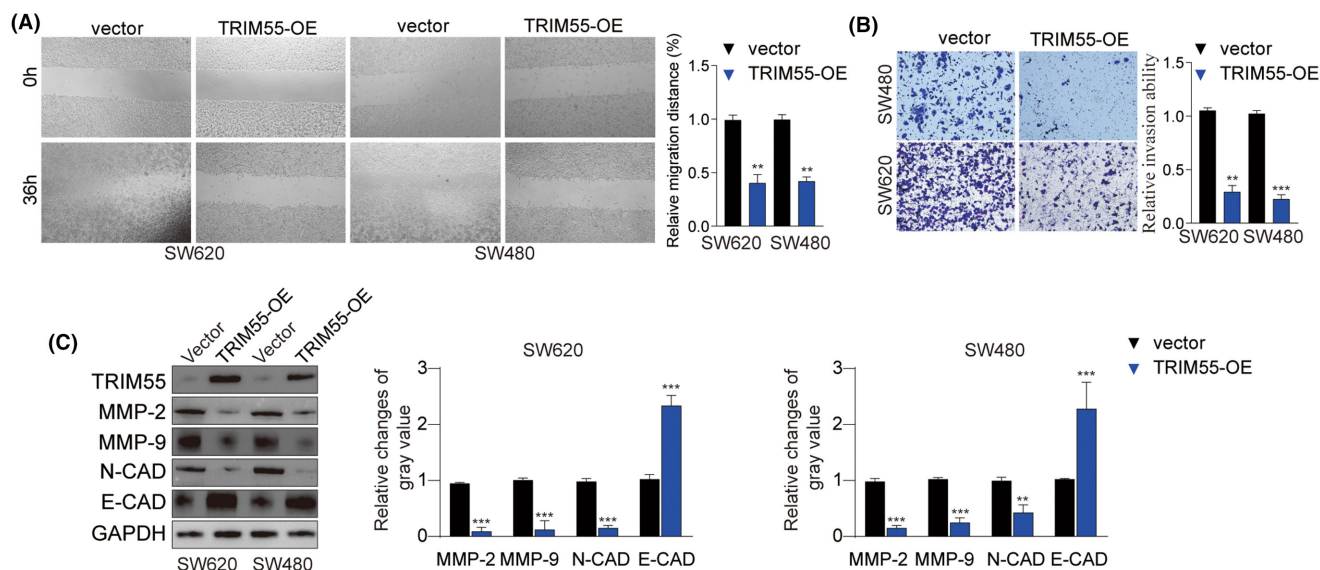 (A)
vector TRIM55-OE vector TRIM55-OE
0h
36h
SW620 SW480
Relaive migration distance (%)
vector
TRIM55-OE
1.5
1.0
0.5
0.0
** **
SW620 SW480
(B)
vector TRIM55-OE
SW480
SW620
Relative invasion ability
vector
TRIM55-OE
1.5
1.0
0.5
0.0
** ***
SW620 SW480
(C)
Vector TRIM55-OE Vector TRIM55-OE
TRIM55
MMP-2
MMP-9
N-CAD
E-CAD
GAPDH
SW620 SW480
SW620
Relative changes of
gray value
3
2
1
0
*** *** *** ***
MMP-2 MMP-9 N-CAD E-CAD
SW480
Relative changes of
gray value
3
2
1
0
*** *** ** ***
MMP-2 MMP-9 N-CAD E-CAD
vector
TRIM55-OE